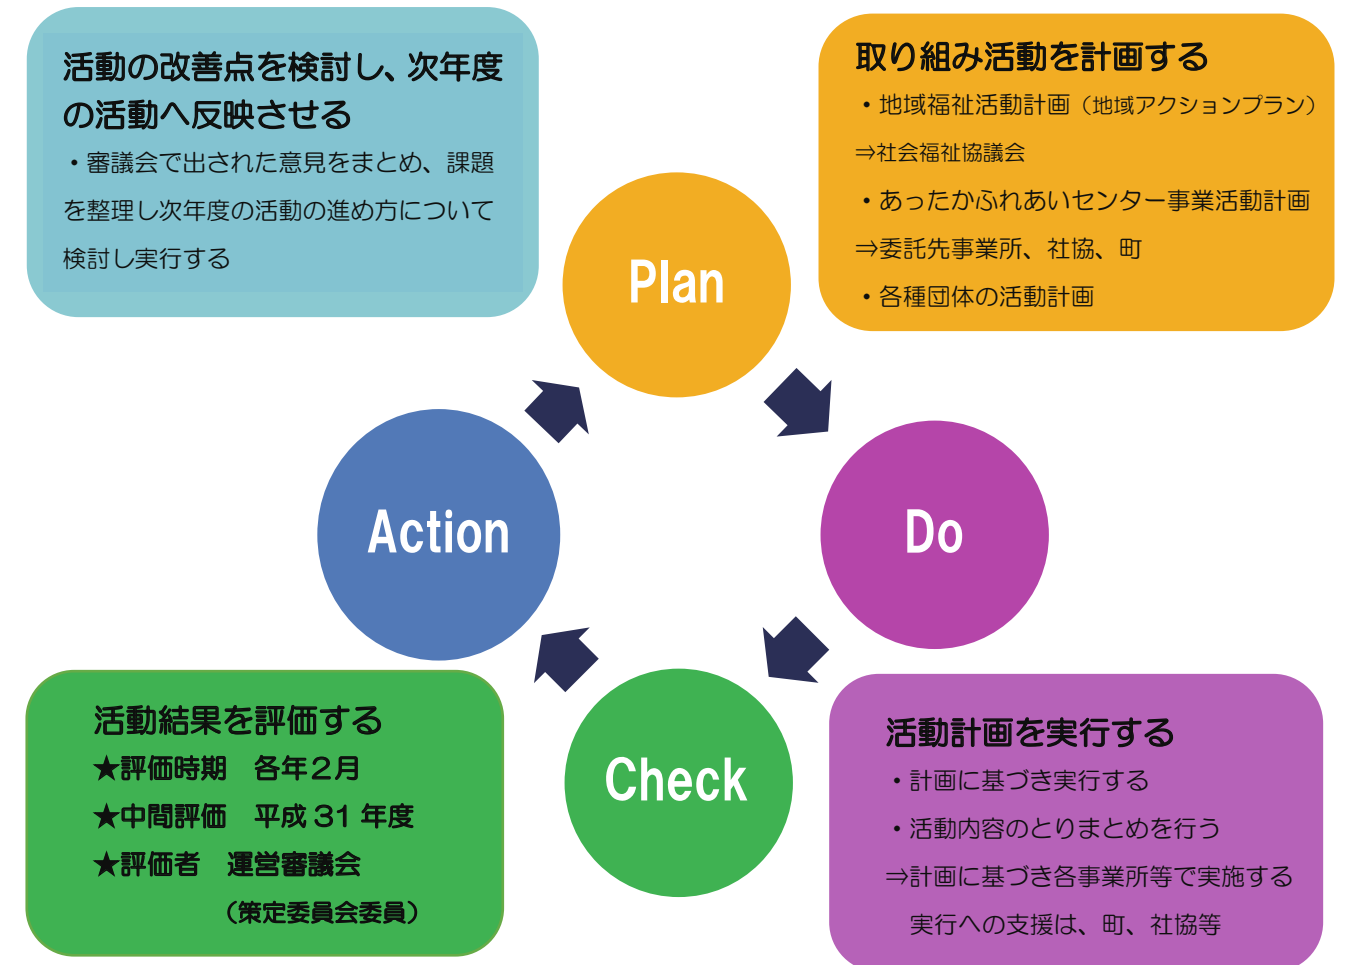 活動の改善点を検討し、次年度
の活動へ反映させる
・審議会で出された意見をまとめ、課題
を整理し次年度の活動の進め方について
検討し実行する
取り組み活動を計画する
・地域福祉活動計画（地域アクションプラン）
⇒社会福祉協議会
・あったかふれあいセンター事業活動計画
⇒委託先事業所、社協、町
・各種団体の活動計画
Plan
Action
Do
Check
活動結果を評価する
★評価時期　各年２月
★中間評価　平成 31 年度
★評価者　運営審議会
（策定委員会委員）
活動計画を実行する
・計画に基づき実行する
・活動内容のとりまとめを行う
⇒計画に基づき各事業所等で実施する
実行への支援は、町、社協等